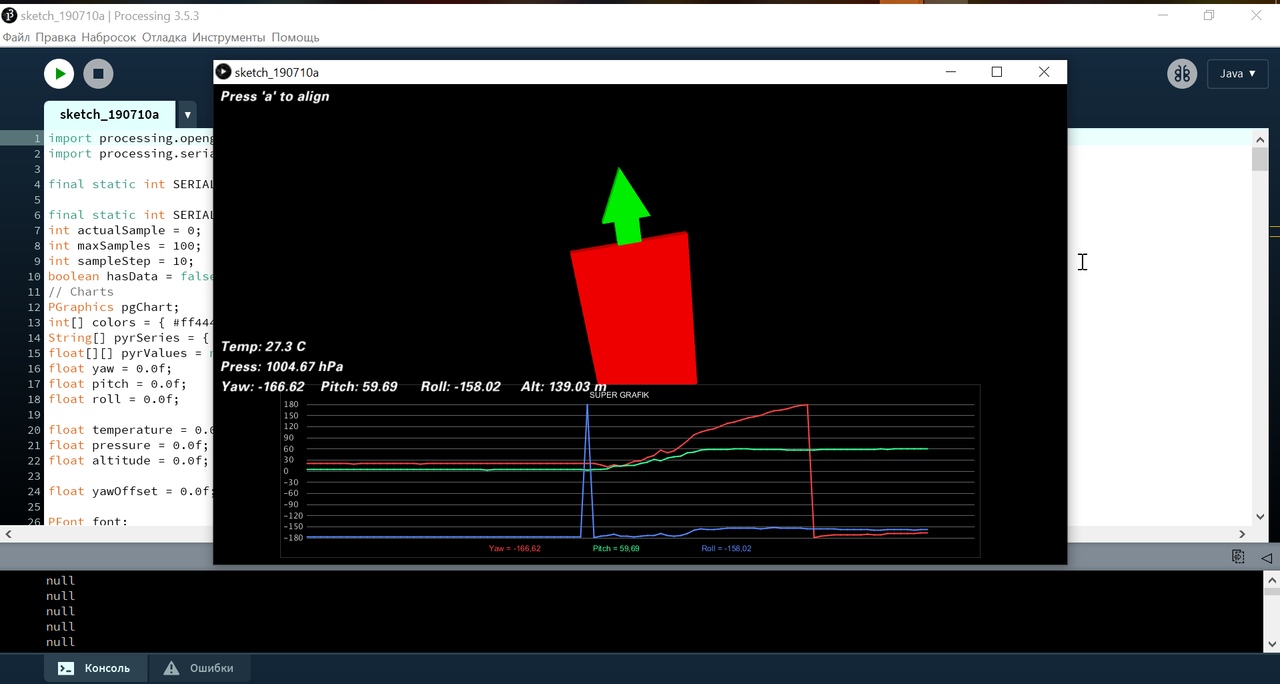 sketch_190710a | Processing 3.5.3
Файл Правка Набросок Отладка Инструменты Помощь
Java ▼
sketch_190710a ▼
sketch_190710a
Press 'a' to align
1 import processing.openg
2 import processing.seria
3
4 final static int SERIAL
5
6 final static int SERIAL
7 int actualSample = 0;
8 int maxSamples = 100;
9 int sampleStep = 10;
10 boolean hasData = false
11 // Charts
12 PGraphics pgChart;
13 int[] colors = { #ff444
14 String[] pyrSeries = {
15 float[][] pyrValues = n
16 float yaw = 0.0f;
17 float pitch = 0.0f;
18 float roll = 0.0f;
19
20 float temperature = 0.0
21 float pressure = 0.0f;
22 float altitude = 0.0f;
23
24 float yawOffset = 0.0f;
25
26 PFont font;
Temp: 27.3 C
Press: 1004.67 hPa
Yaw: -166.62 Pitch: 59.69 Roll: -158.02 Alt: 139.03 m
SUPER GRAFIK
180
150
120
90
60
30
0
-30
-60
-90
-120
-150
-180
Yaw = -166,62 Pitch = 59,69 Roll = -158,02
null
null
null
null
null
Консоль Ошибки